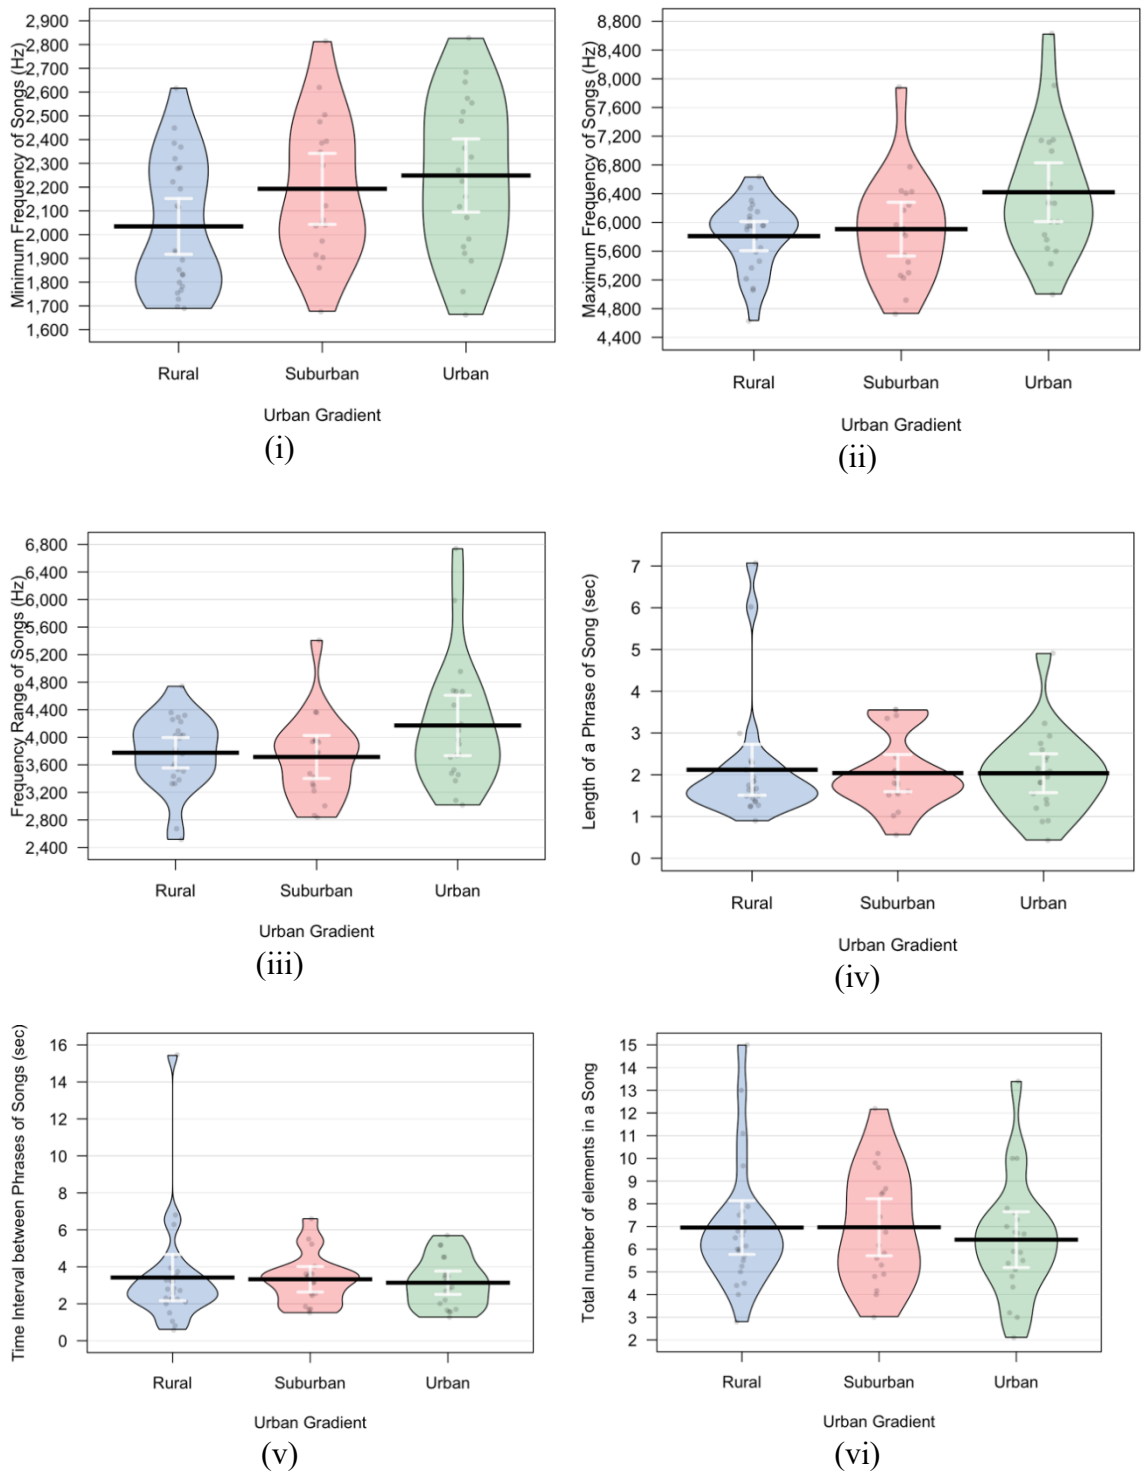 Minimum Frequency of Songs (Hz)
2,900
2,800
2,700
2,600
2,500
2,400
2,300
2,200
2,100
2,000
1,900
1,800
1,700
1,600
Rural Suburban Urban
Urban Gradient
(i)
Maximum Frequency of Songs (Hz)
8,800
8,400
8,000
7,600
7,200
6,800
6,400
6,000
5,600
5,200
4,800
4,400
Rural Suburban Urban
Urban Gradient
(ii)
Frequency Range of Songs (Hz)
6,800
6,400
6,000
5,600
5,200
4,800
4,400
4,000
3,600
3,200
2,800
2,400
Rural Suburban Urban
Urban Gradient
(iii)
Length of a Phrase of Song (sec)
7
6
5
4
3
2
1
0
Rural Suburban Urban
Urban Gradient
(iv)
Time Interval between Phrases of Songs (sec)
16
14
12
10
8
6
4
2
0
Rural Suburban Urban
Urban Gradient
(v)
Total number of elements in a Song
15
14
13
12
11
10
9
8
7
6
5
4
3
2
Rural Suburban Urban
Urban Gradient
(vi)